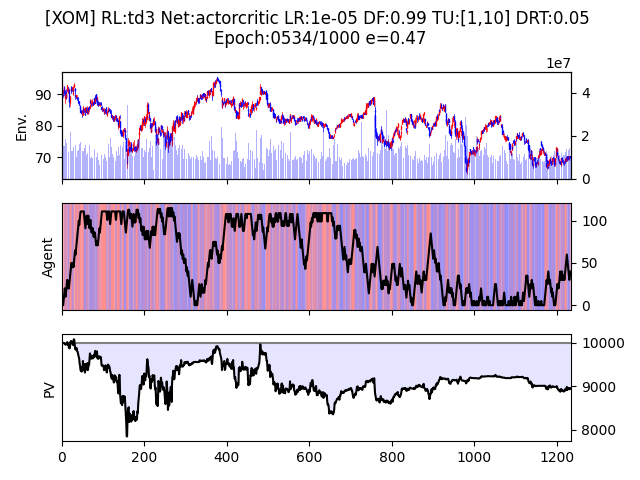 [XOM] RL:td3 Net:actorcritic LR:1e-05 DF:0.99 TU:[1,10] DRT:0.05
Epoch:0534/1000 e=0.47
1e7
Env.
90
80
70
4
2
0
Agent
100
50
0
PV
10000
9000
8000
0 200 400 600 800 1000 1200